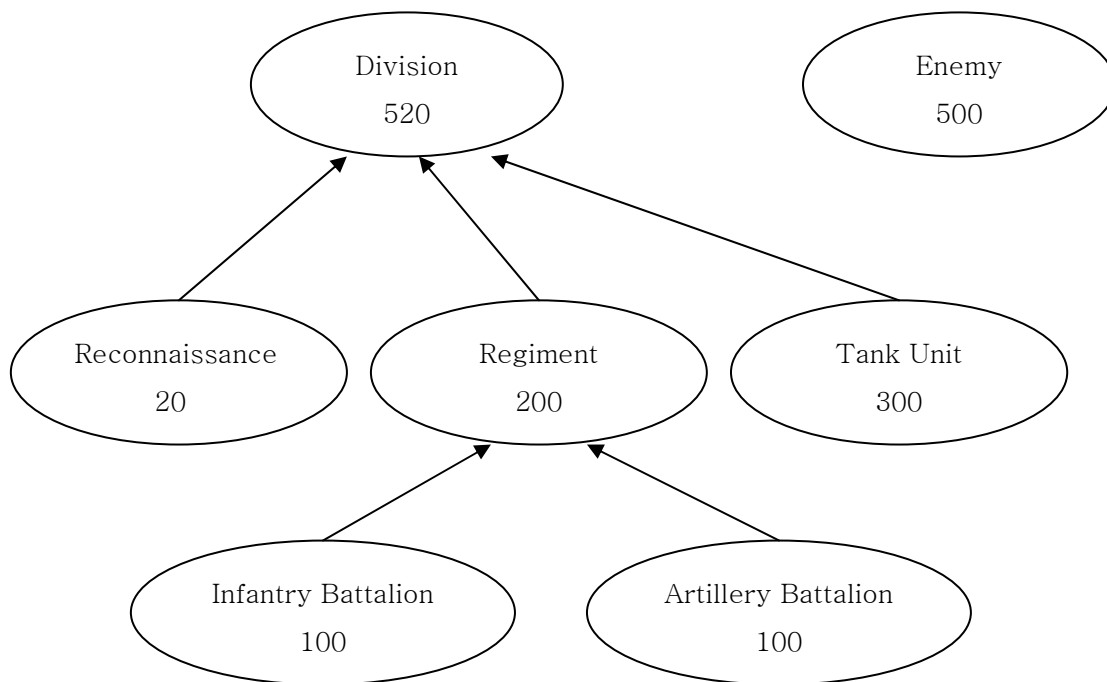 Division
520
Enemy
500
Reconnaissance
20
Regiment
200
Tank Unit
300
Infantry Battalion
100
Artillery Battalion
100